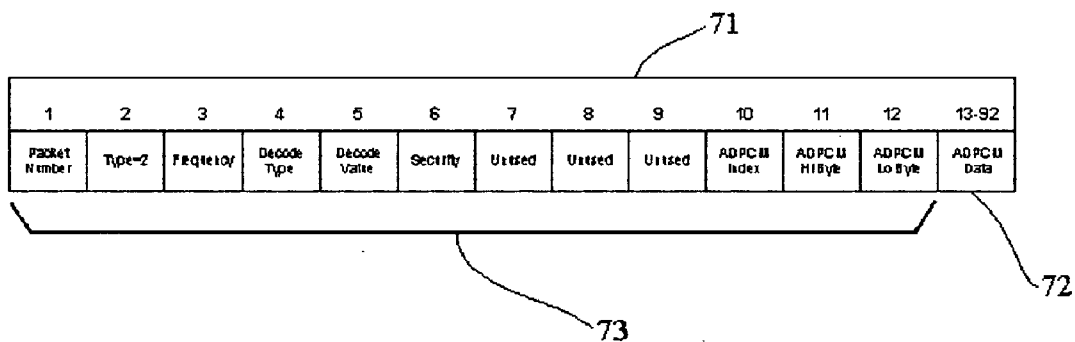 71
1 2 3 4 5 6 7 8 9 10 11 12 13-92
Packet Number Type=2 Frequency Decode Type Decode Value Security Unused Unused Unused ADPCM Index ADPCM Hi Byte ADPCM Lo Byte ADPCM Data
72
73